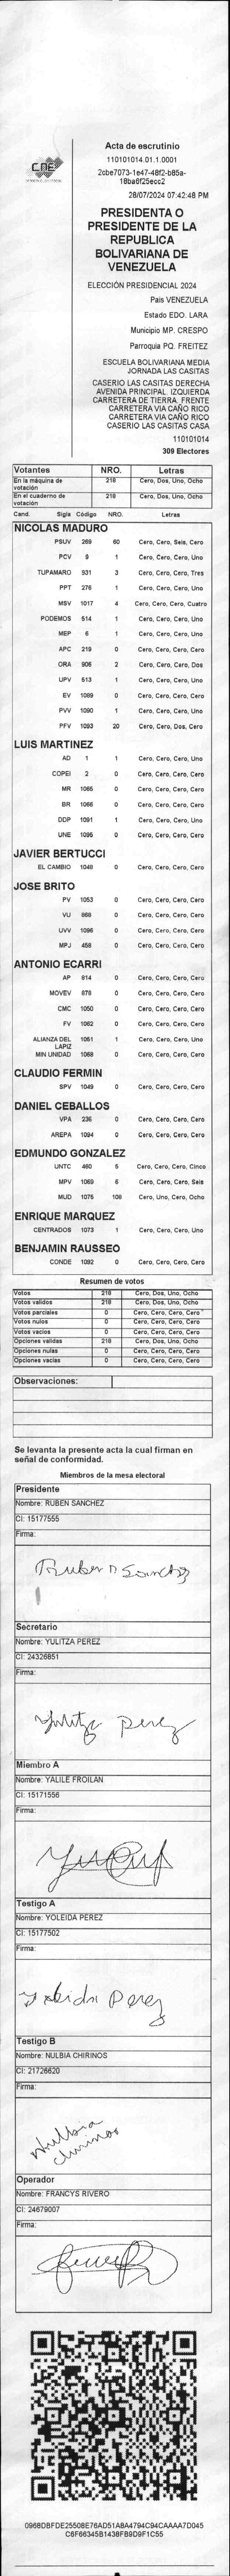 CNE
Acta de escrutinio
110101014.01.1.0001
2cbe7073-1e47-48f2-b85a-
18ba6f25ecc2
28/07/2024 07:42:48 PM
PRESIDENTA O
PRESIDENTE DE LA
REPUBLICA
BOLIVARIANA DE
VENEZUELA
ELECCIÓN PRESIDENCIAL 2024
Pais VENEZUELA
Estado EDO. LARA
Municipio MP. CRESPO
Parroquia PQ. FREITEZ
ESCUELA BOLIVARIANA MEDIA
JORNADA LAS CASITAS
CASERIO LAS CASITAS DERECHA
AVENIDA PRINCIPAL. IZQUIERDA
CARRETERA DE TIERRA. FRENTE
CARRETERA VIA CAÑO RICO
CARRETERA VIA CAÑO RICO
CASERIO LAS CASITAS CASA
110101014
309 Electores
Votantes NRO. Letras
En la máquina de votación 218 Cero, Dos, Uno, Ocho
En el cuaderno de votación 218 Cero, Dos, Uno, Ocho
Cand. Sigla Código NRO. Letras
NICOLAS MADURO
PSUV 269 60 Cero, Cero, Seis, Cero
PCV 9 1 Cero, Cero, Cero, Uno
TUPAMARO 931 3 Cero, Cero, Cero, Tres
PPT 276 1 Cero, Cero, Cero, Uno
MSV 1017 4 Cero, Cero, Cero, Cuatro
PODEMOS 514 1 Cero, Cero, Cero, Uno
MEP 6 1 Cero, Cero, Cero, Uno
APC 219 0 Cero, Cero, Cero, Cero
ORA 906 2 Cero, Cero, Cero, Dos
UPV 513 1 Cero, Cero, Cero, Uno
EV 1089 0 Cero, Cero, Cero, Cero
PVV 1090 1 Cero, Cero, Cero, Uno
PFV 1093 20 Cero, Cero, Dos, Cero
LUIS MARTINEZ
AD 1 1 Cero, Cero, Cero, Uno
COPEI 2 0 Cero, Cero, Cero, Cero
MR 1065 0 Cero, Cero, Cero, Cero
BR 1066 0 Cero, Cero, Cero, Cero
DDP 1091 1 Cero, Cero, Cero, Uno
UNE 1095 0 Cero, Cero, Cero, Cero
JAVIER BERTUCCI
EL CAMBIO 1048 0 Cero, Cero, Cero, Cero
JOSE BRITO
PV 1053 0 Cero, Cero, Cero, Cero
VU 868 0 Cero, Cero, Cero, Cero
UVV 1096 0 Cero, Cero, Cero, Cero
MPJ 458 0 Cero, Cero, Cero, Cero
ANTONIO ECARRI
AP 814 0 Cero, Cero, Cero, Cero
MOVEV 878 0 Cero, Cero, Cero, Cero
CMC 1050 0 Cero, Cero, Cero, Cero
FV 1062 0 Cero, Cero, Cero, Cero
ALIANZA DEL LAPIZ 1051 1 Cero, Cero, Cero, Uno
MIN UNIDAD 1068 0 Cero, Cero, Cero, Cero
CLAUDIO FERMIN
SPV 1049 0 Cero, Cero, Cero, Cero
DANIEL CEBALLOS
VPA 236 0 Cero, Cero, Cero, Cero
AREPA 1094 0 Cero, Cero, Cero, Cero
EDMUNDO GONZALEZ
UNTC 460 5 Cero, Cero, Cero, Cinco
MPV 1069 6 Cero, Cero, Cero, Seis
MUD 1075 108 Cero, Uno, Cero, Ocho
ENRIQUE MARQUEZ
CENTRADOS 1073 1 Cero, Cero, Cero, Uno
BENJAMIN RAUSSEO
CONDE 1092 0 Cero, Cero, Cero, Cero
Resumen de votos
Votos 218 Cero, Dos, Uno, Ocho
Votos validos 218 Cero, Dos, Uno, Ocho
Votos parciales 0 Cero, Cero, Cero, Cero
Votos nulos 0 Cero, Cero, Cero, Cero
Votos vacios 0 Cero, Cero, Cero, Cero
Opciones validas 218 Cero, Dos, Uno, Ocho
Opciones nulas 0 Cero, Cero, Cero, Cero
Opciones vacias 0 Cero, Cero, Cero, Cero
Observaciones:
Se levanta la presente acta la cual firman en
señal de conformidad.
Miembros de la mesa electoral
Presidente
Nombre: RUBEN SANCHEZ
CI: 15177555
Firma:
Ruben D Sanchez
Secretario
Nombre: YULITZA PEREZ
CI: 24326851
Firma:
Yulitza Perez
Miembro A
Nombre: YALILE FROILAN
CI: 15171556
Firma:
Testigo A
Nombre: YOLEIDA PEREZ
CI: 15177502
Firma:
Yoleida Perez
Testigo B
Nombre: NULBIA CHIRINOS
CI: 21726620
Firma:
Nulbia
Chirinos
Operador
Nombre: FRANCYS RIVERO
CI: 24679007
Firma:
0968DBFDE25508E76AD51A8A4794C94CAAAA7D045
C6F66345B1438FB9D9F1C55